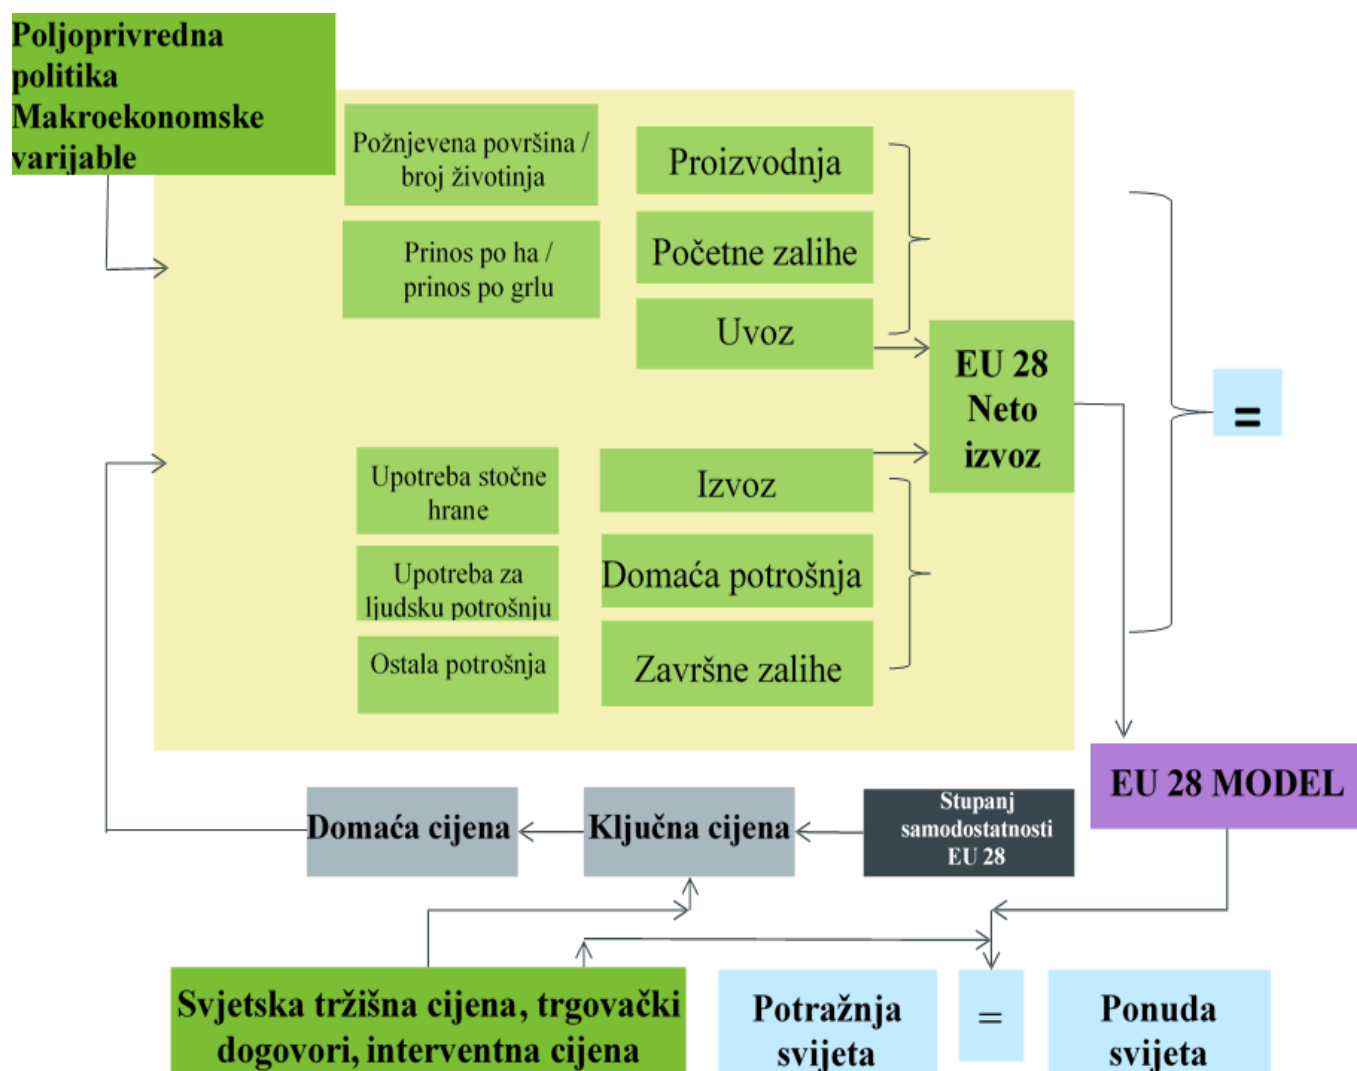 Poljoprivredna
politika
Makroekonomske
varijable
Požnjevena površina /
broj životinja
Proizvodnja
Prinos po ha /
prinos po grlu
Početne zalihe
Uvoz
EU 28
Neto
izvoz
=
Upotreba stočne
hrane
Izvoz
Upotreba za
ljudsku potrošnju
Domaća potrošnja
Ostala potrošnja
Završne zalihe
EU 28 MODEL
Domaća cijena
Ključna cijena
Stupanj
samodostatnosti
EU 28
Svjetska tržišna cijena, trgovački
dogovori, interventna cijena
Potražnja
svijeta
=
Ponuda
svijeta